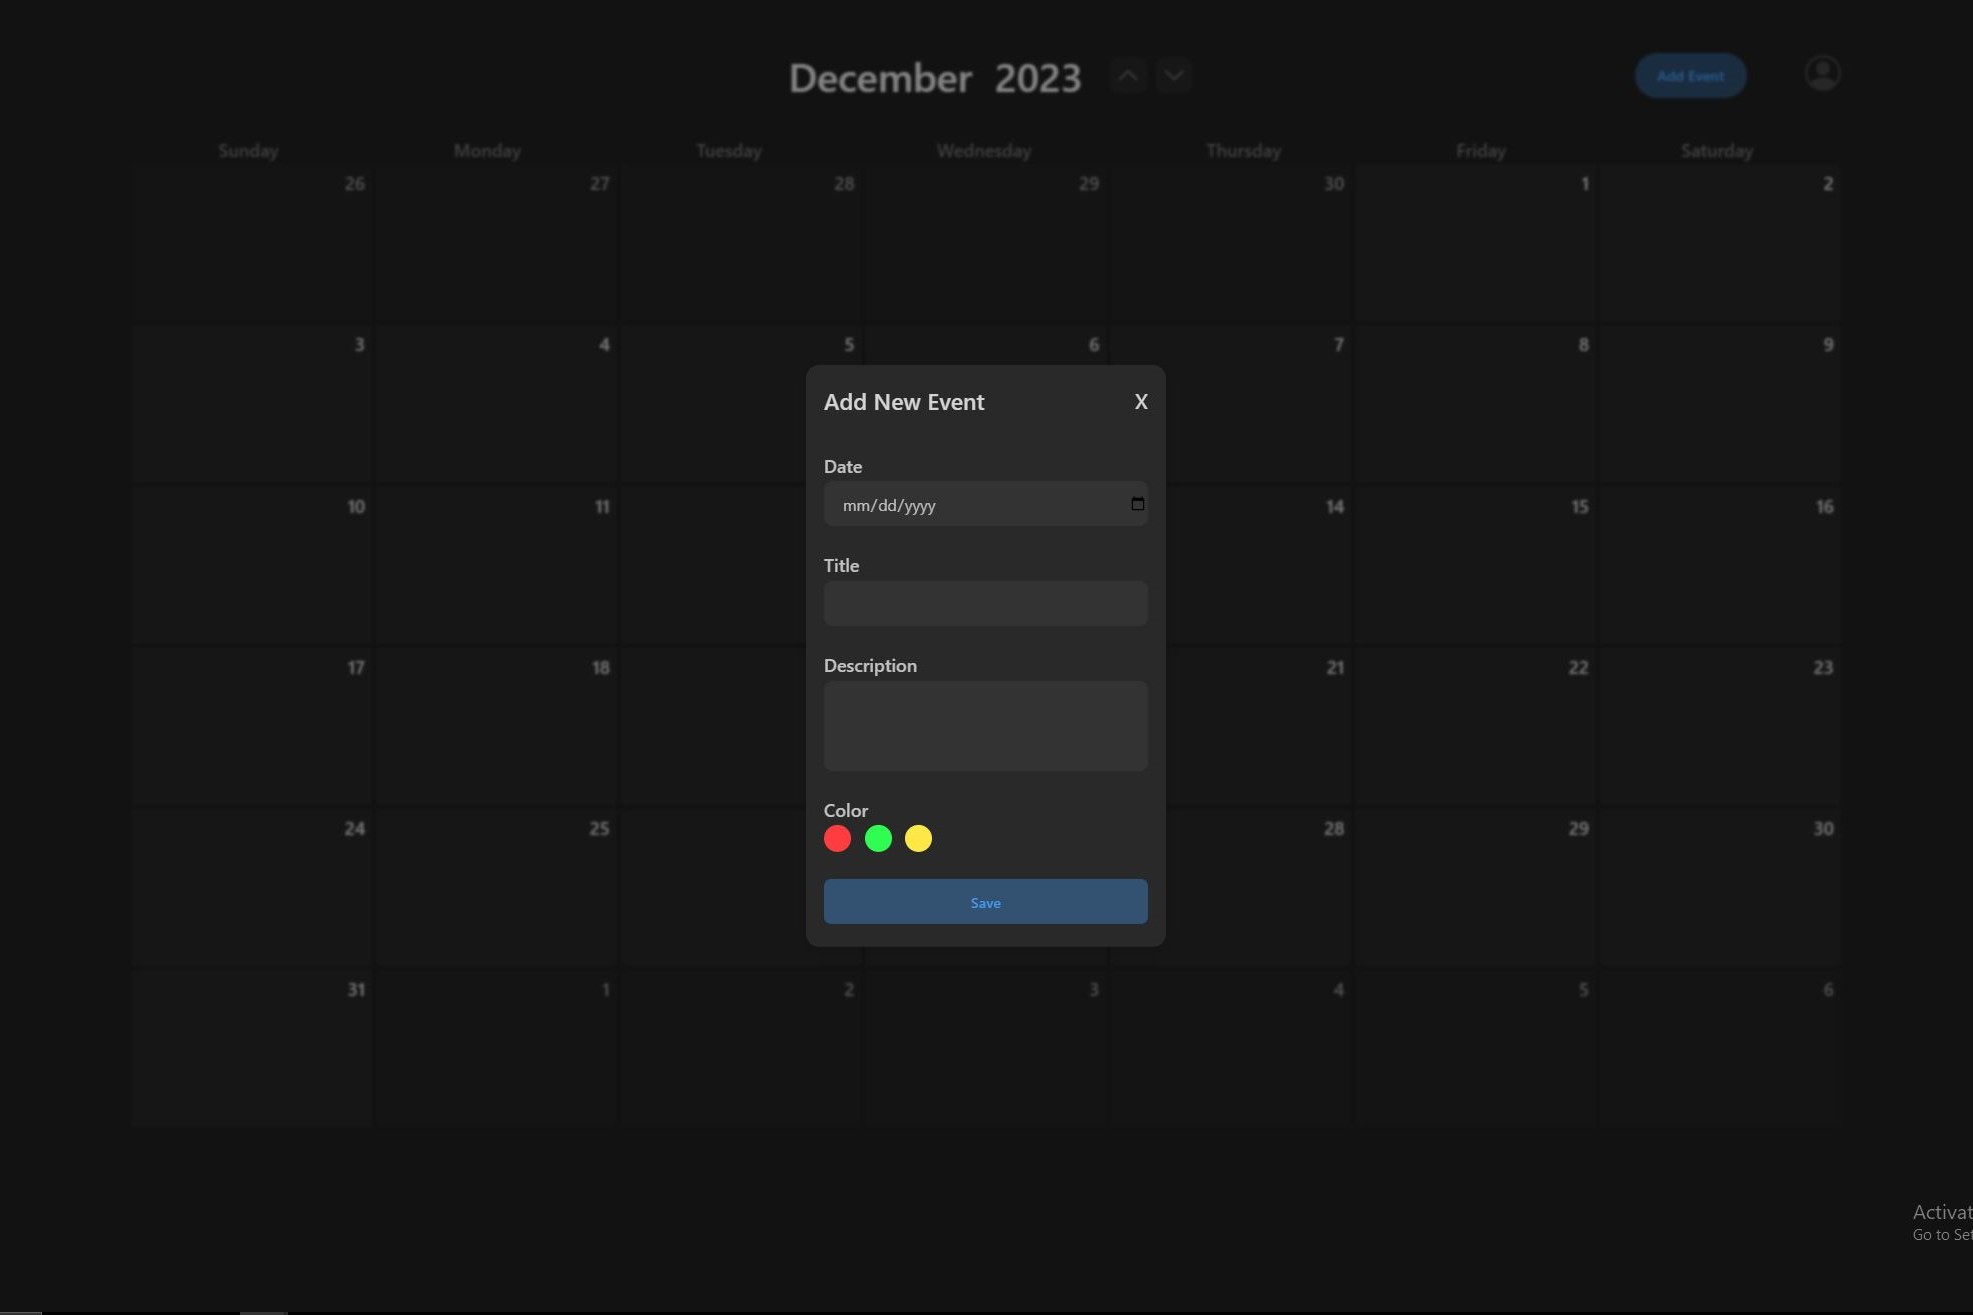 December 2023
Add Event
Sunday Monday Tuesday Wednesday Thursday Friday Saturday
26 27 28 29 30 1 2
3 4 5 6 7 8 9
Add New Event X
Date
mm/dd/yyyy
10 11 14 15 16
Title
Description
17 18 21 22 23
Color
24 25 28 29 30
Save
31 1 2 3 4 5 6
Activat
Go to Set